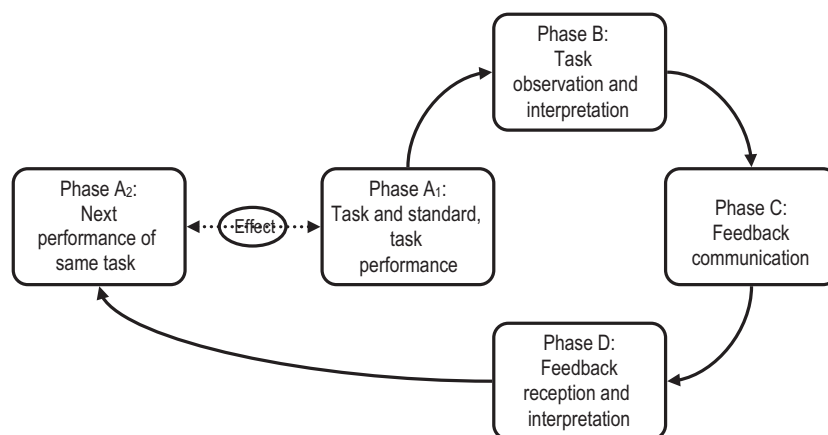 Phase B:
Task
observation and
interpretation
Phase A₂:
Next
performance of
same task
Effect
Phase A₁:
Task and standard,
task
performance
Phase C:
Feedback
communication
Phase D:
Feedback
reception and
interpretation